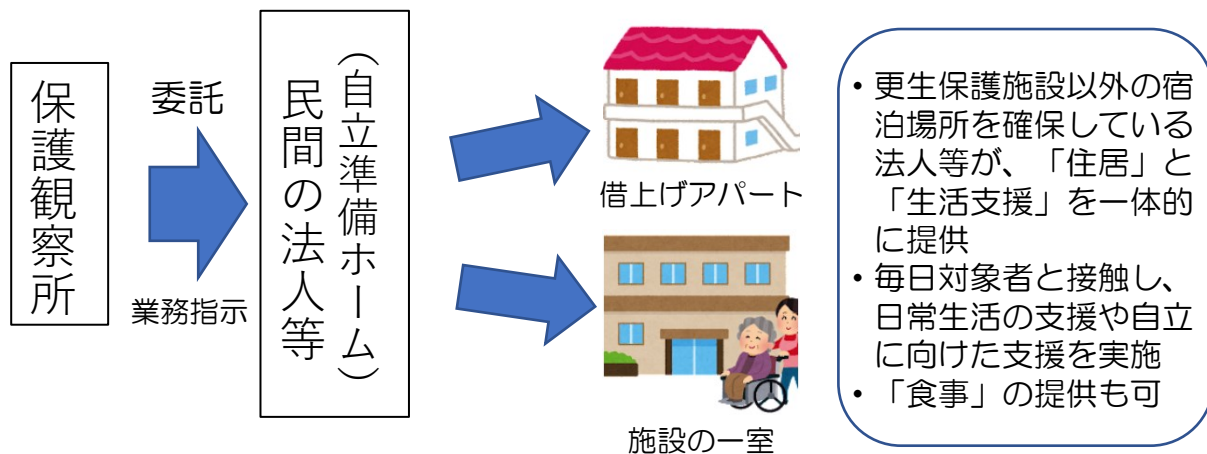 保護観察所
委託
業務指示
民間の法人等
（自立準備ホーム）
借上げアパート
施設の一室
・更生保護施設以外の宿
泊場所を確保している
法人等が、「住居」と
「生活支援」を一体的
に提供
・毎日対象者と接触し、
日常生活の支援や自立
に向けた支援を実施
・「食事」の提供も可